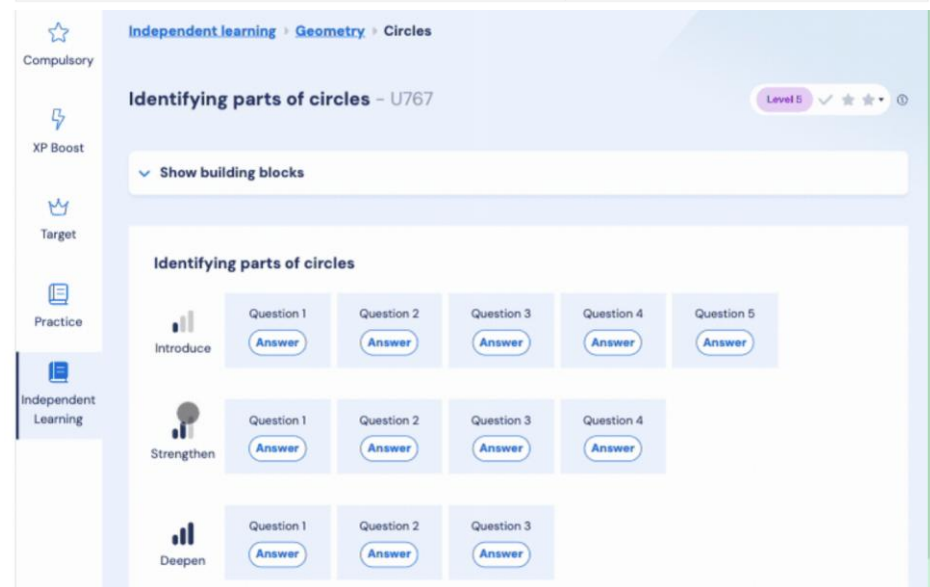 Compulsory
XP Boost
Target
Practice
Independent
Learning
Independent learning › Geometry › Circles
Identifying parts of circles - U767
Level 5
Show building blocks
Identifying parts of circles
Introduce
Question 1 Question 2 Question 3 Question 4 Question 5
Answer Answer Answer Answer Answer
Strengthen
Question 1 Question 2 Question 3 Question 4
Answer Answer Answer Answer
Deepen
Question 1 Question 2 Question 3
Answer Answer Answer